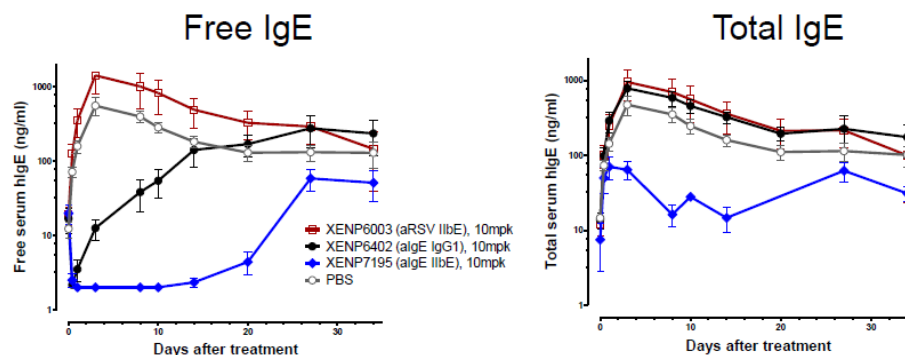 Free IgE
Total IgE
Free serum hIgE (ng/ml)
1000
100
10
1
XENP6003 (aRSV IIbE), 10mpk
XENP6402 (aIgE IgG1), 10mpk
XENP7195 (aIgE IIbE), 10mpk
PBS
0
10
20
30
Days after treatment
Total serum hIgE (ng/ml)
1000
100
10
1
0
10
20
30
Days after treatment